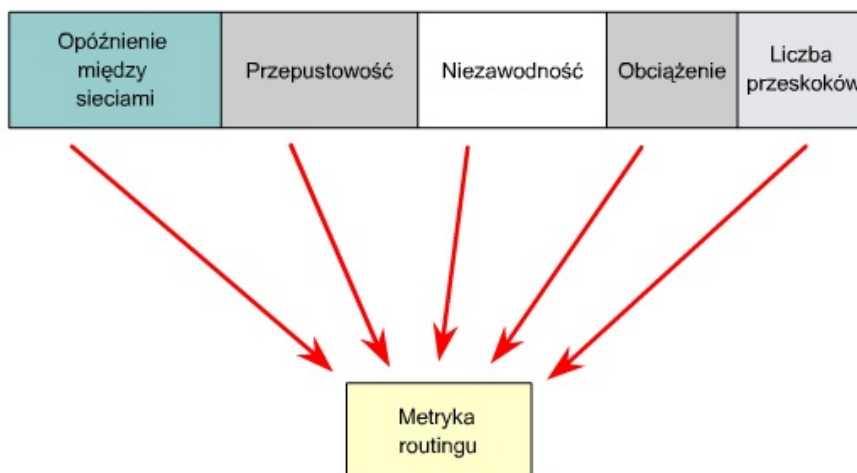 Opóźnienie
między
sieciami
Przepustowość
Niezawodność
Obciążenie
Liczba
przeskoków
Metryka
routingu